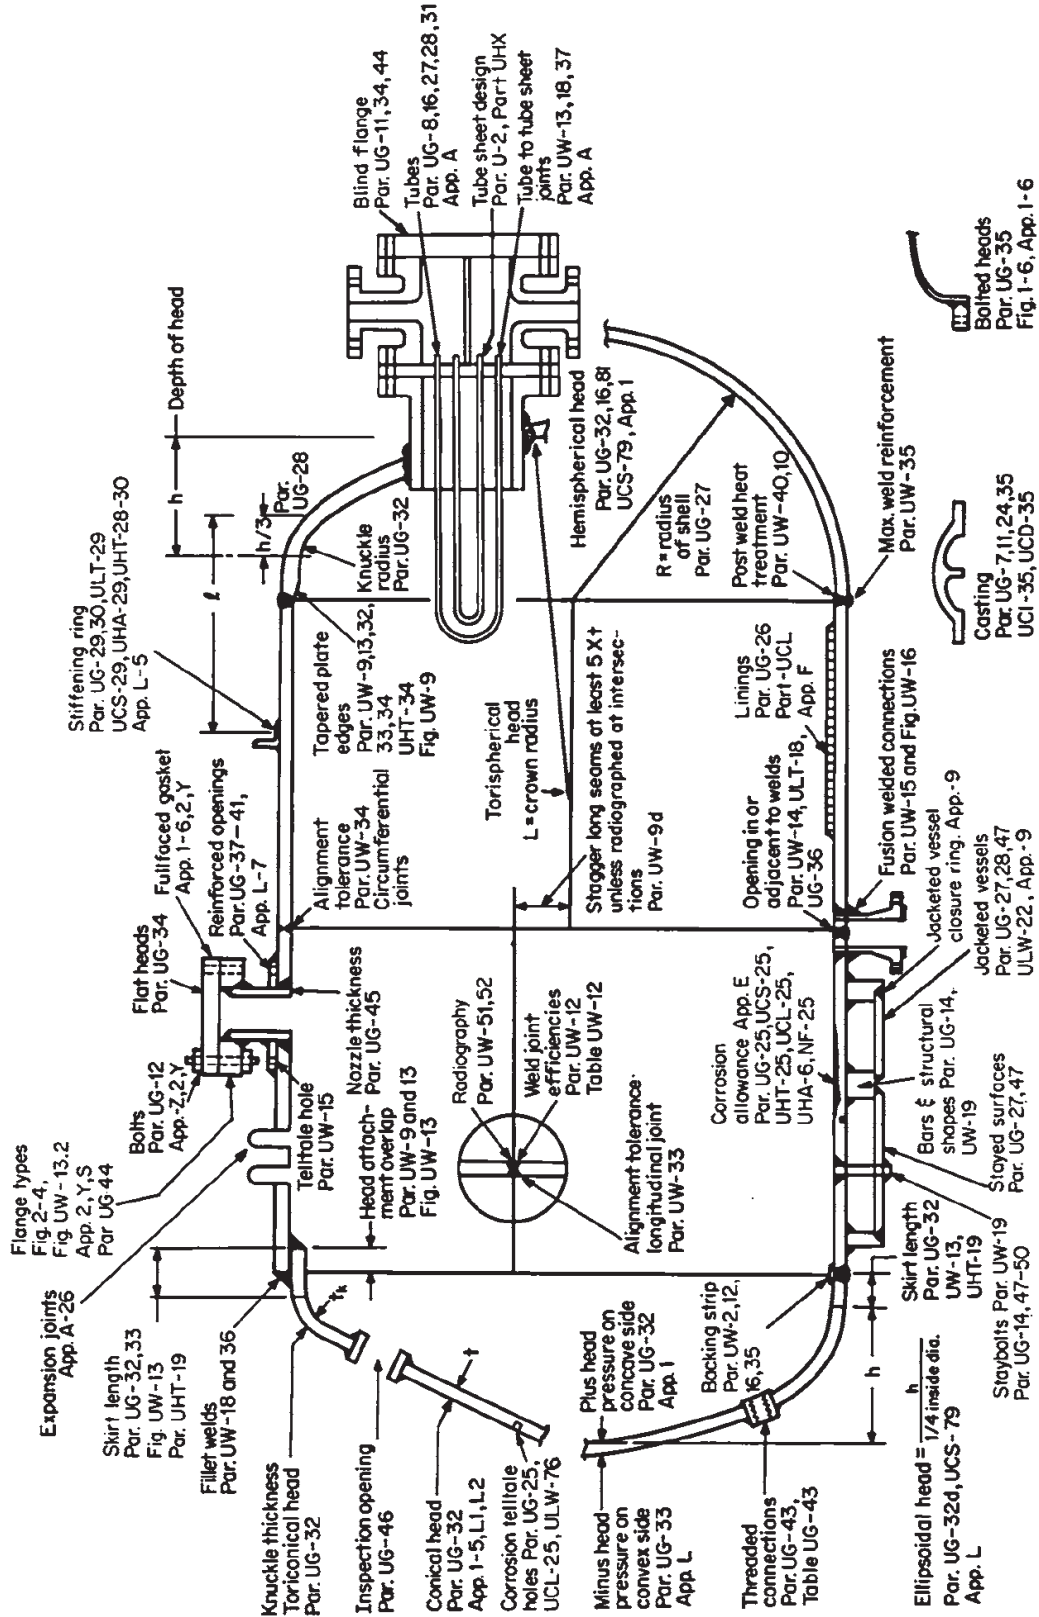 Flange types
Fig. 2-4,
Fig. UW-13.2
App. 2,Y,S
Par UG-44
Expansion joints
App. A-26
Skirt length
Par. UG-32,33
Fig. UW-13
Par. UHT-19
Fillet welds
Par. UW-18 and 36
Knuckle thickness
Toriconical head
Par. UG-32
Inspection opening
Par. UG-46
Conical head
Par. UG-32
App. 1-5, L1, L2
Corrosion telltale
holes Par. UG-25,
UCL-25, ULW-76
Minus head
pressure on
convex side
Par. UG-33
App. L
Plus head
pressure on
concave side
Par. UG-32
App. 1
Threaded
connections
Par. UG-43,
Table UG-43
Ellipsoidal head = h
1/4 inside dia.
Par. UG-32d, UCS-79
App. L
Bolts
Par. UG-12
App.-Z,2,Y
Flat heads
Par. UG-34
Fullfaced gasket
App. 1-6, 2, Y
Reinforced openings
Par. UG-37-41,
App. L-7
Telltale hole
Par. UW-15
Nozzle thickness
Par. UG-45
Head attach-
ment overlap
Par. UW-9 and 13
Fig. UW-13
tk
t
Stiffening ring
Par. UG-29,30, ULT-29
UCS-29, UHA-29, UHT-28-30
App. L-5
l
h
h/3
Depth of head
Par.
UG-28
Knuckle
radius
Par. UG-32
Tapered plate
edges
Par. UW-9,13,32,
33,34
UHT-34
Fig. UW-9
Alignment
tolerance
Par. UW-34
Circumferential
joints
Blind flange
Par. UG-11, 34, 44
Tubes
Par. UG-8,16,27,28,31
App. A
Tube sheet design
Par. U-2, Part UHX
Tube to tube sheet
joints
Par. UW-13, 18, 37
App. A
Radiography
Par. UW-51, 52
Weld joint
efficiencies
Par. UW-12
Table UW-12
Alignment tolerance
longitudinal joint
Par. UW-33
Torispherical
head
L = crown radius
Stagger long seams at least 5 X t
unless radiographed at intersec-
tions
Par. UW-9d
Hemispherical head
Par. UG-32,16,81
UCS-79, App. 1
R = radius
of shell
Par. UG-27
Post weld heat
treatment
Par. UW-40,10
Max. weld reinforcement
Par. UW-35
Linings
Par. UG-26
Part-UCL
App. F
Opening in or
adjacent to welds
Par. UW-14, ULT-18,
UG-36
Corrosion
allowance App. E
Par. UG-25, UCS-25,
UHT-25, UCL-25,
UHA-6, NF-25
Backing strip
Par. UW-2,12,
16,35
h
Skirt length
Par. UG-32
UW-13,
UHT-19
Staybolts Par. UW-19
Par. UG-14, 47-50
Stayed surfaces
Par. UG-27, 47
Bars & structural
shapes Par. UG-14,
UW-19
Jacketed vessels
Par. UG-27,28,47
ULW-22, App.-9
Jacketed vessel
closure ring. App.-9
Fusion welded connections
Par. UW-15 and Fig. UW-16
Casting
Par. UG-7,11,24,35
UCI-35, UCD-35
Bolted heads
Par. UG-35
Fig. 1-6, App. 1-6